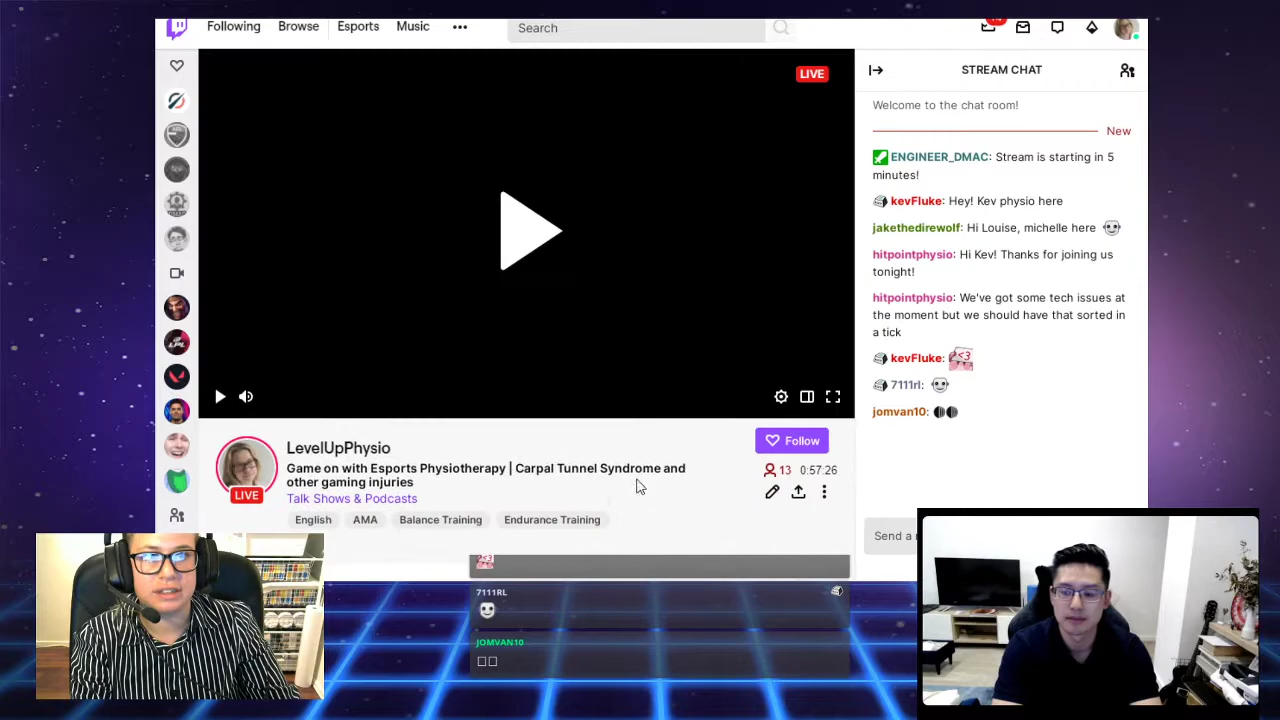 Following
Browse
Esports
Music
Search
LIVE
STREAM CHAT
Welcome to the chat room!
New
ENGINEER_DMAC: Stream is starting in 5
minutes!
kevFluke: Hey! Kev physio here
jakethedirewolf: Hi Louise, michelle here
hitpointphysio: Hi Kev! Thanks for joining us
tonight!
hitpointphysio: We've got some tech issues at
the moment but we should have that sorted in
a tick
kevFluke: <3
7111rl:
jomvan10:
LevelUpPhysio
Follow
Game on with Esports Physiotherapy | Carpal Tunnel Syndrome and
other gaming injuries
13 0:57:26
LIVE
Talk Shows & Podcasts
English
AMA
Balance Training
Endurance Training
Send a
7111RL
JOMVAN10